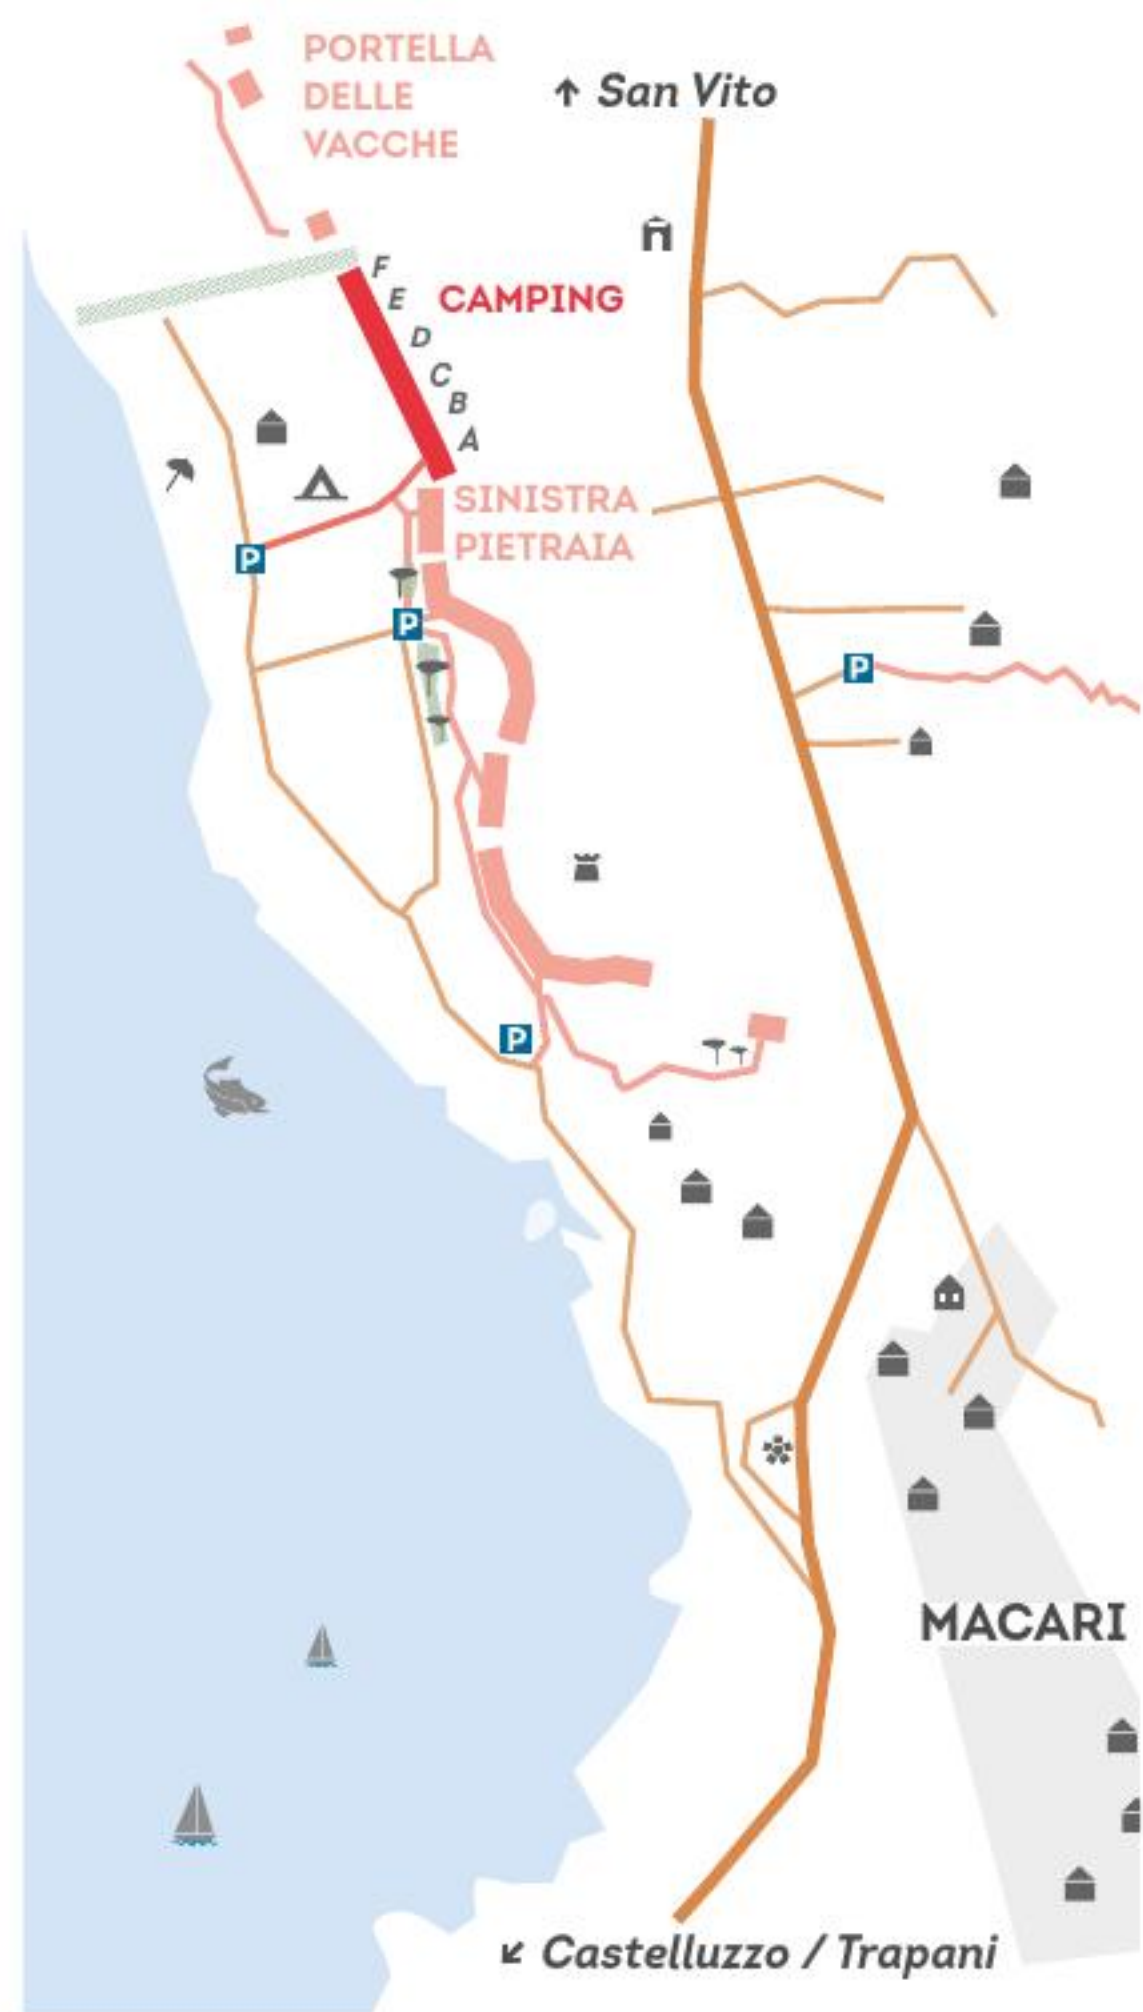 PORTELLA
DELLE
VACCHE
↑ San Vito
F
E
CAMPING
D
C
B
A
SINISTRA
PIETRAIA
P
P
P
P
MACARI
↙ Castelluzzo / Trapani